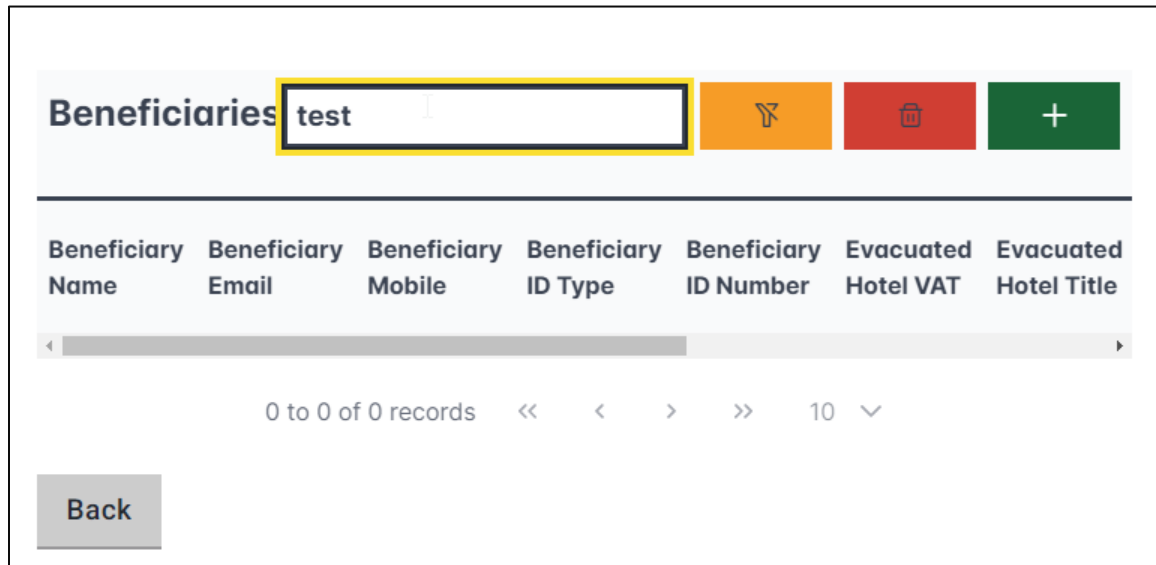 Beneficiaries test
Beneficiary Name Beneficiary Email Beneficiary Mobile Beneficiary ID Type Beneficiary ID Number Evacuated Hotel VAT Evacuated Hotel Title
0 to 0 of 0 records 10
Back